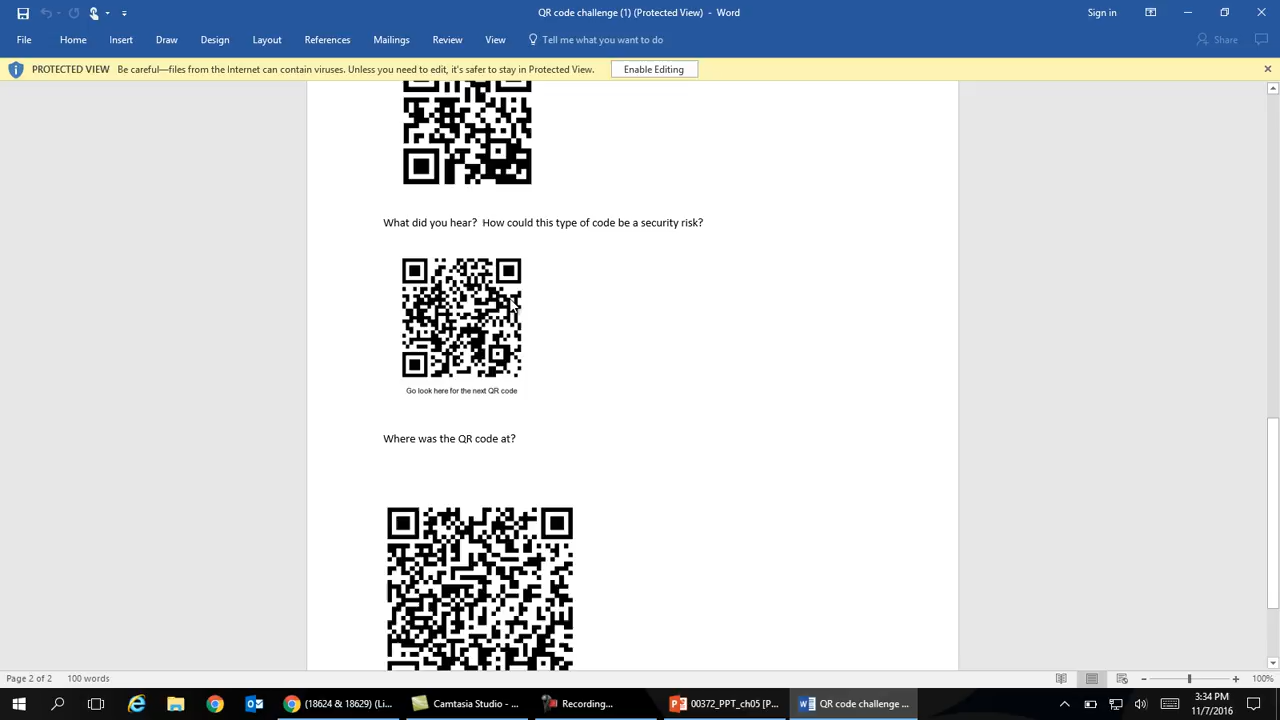 QR code (1) (Protected View) - Word
Sign in
File Home Insert Draw Design Layout References Mailings Review View Tell me what you want to do Share
PROTECTED VIEW Be careful—files from the Internet can contain viruses. Unless you need to edit, it's safer to stay in Protected View. Enable Editing
What did you hear? How could this type of code be a security risk?
Go look here for the next QR code
Where was the QR code at?
Page 2 of 2 100 words 100%
(18624 & 18629) (Li... Camtasia Studio - ... Recording... 00372_PPT_ch05 [P... QR code challenge ...
3:34 PM
11/7/2016